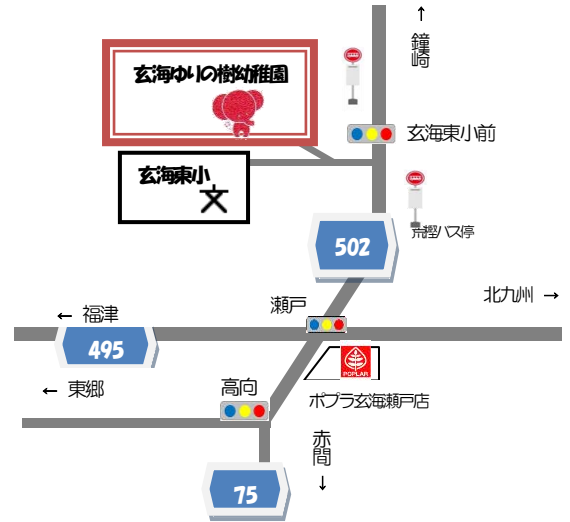 ↑
鐘崎
玄海ゆりの樹幼稚園
玄海東小前
玄海東小
文
荒樫バス停
502
瀬戸
北九州 →
← 福津
495
POPLAR
← 東郷
高向
ポプラ玄海瀬戸店
赤間
↓
75